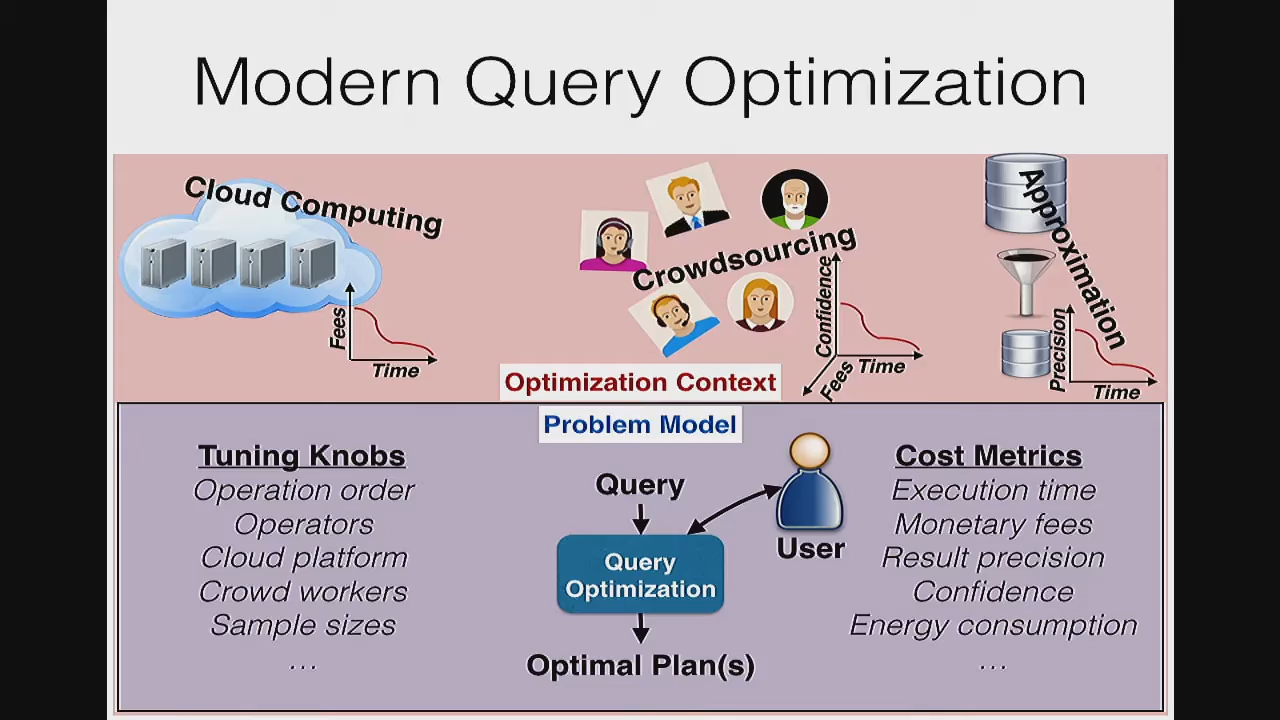 Modern Query Optimization
Cloud Computing
Fees
Time
Crowdsourcing
Confidence
Fees
Time
Approximation
Precision
Time
Optimization Context
Problem Model
Tuning Knobs
Operation order
Operators
Cloud platform
Crowd workers
Sample sizes
...
Query
Query
Optimization
Optimal Plan(s)
User
Cost Metrics
Execution time
Monetary fees
Result precision
Confidence
Energy consumption
...